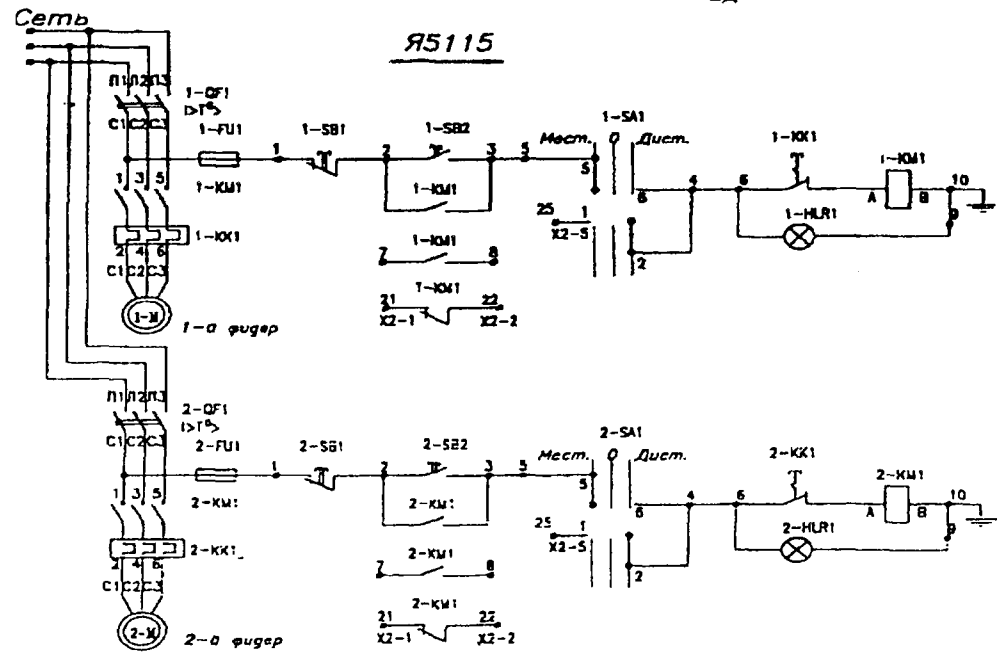 Сеть
Я5115
Л1 Л2 Л3
1-QF1
I>T°>
C1 C2 C3
1-FU1
1
1-SB1
2
1-SB2
3
5
Мест. 0 Дист.
1-SA1
1-KK1
1-KM1
1 3 5
1-KM1
1-KM1
5
6
4
6
A
B
10
9
25
1
X2-5
2
1-HLR1
1-KK1
2 4 6
C1 C2 C3
7
1-KM1
8
1-KM1
21
22
X2-1
X2-2
1-M
1-а фидер
Л1 Л2 Л3
2-QF1
I>T°>
C1 C2 C3
2-FU1
1
2-SB1
2
2-SB2
3
5
Мест. 0 Дист.
2-SA1
2-KK1
2-KM1
1 3 5
2-KM1
2-KM1
5
6
4
6
A
B
10
9
25
1
X2-5
2
2-HLR1
2-KK1
2 4 6
C1 C2 C3
7
2-KM1
8
2-KM1
21
22
X2-1
X2-2
2-M
2-а фидер